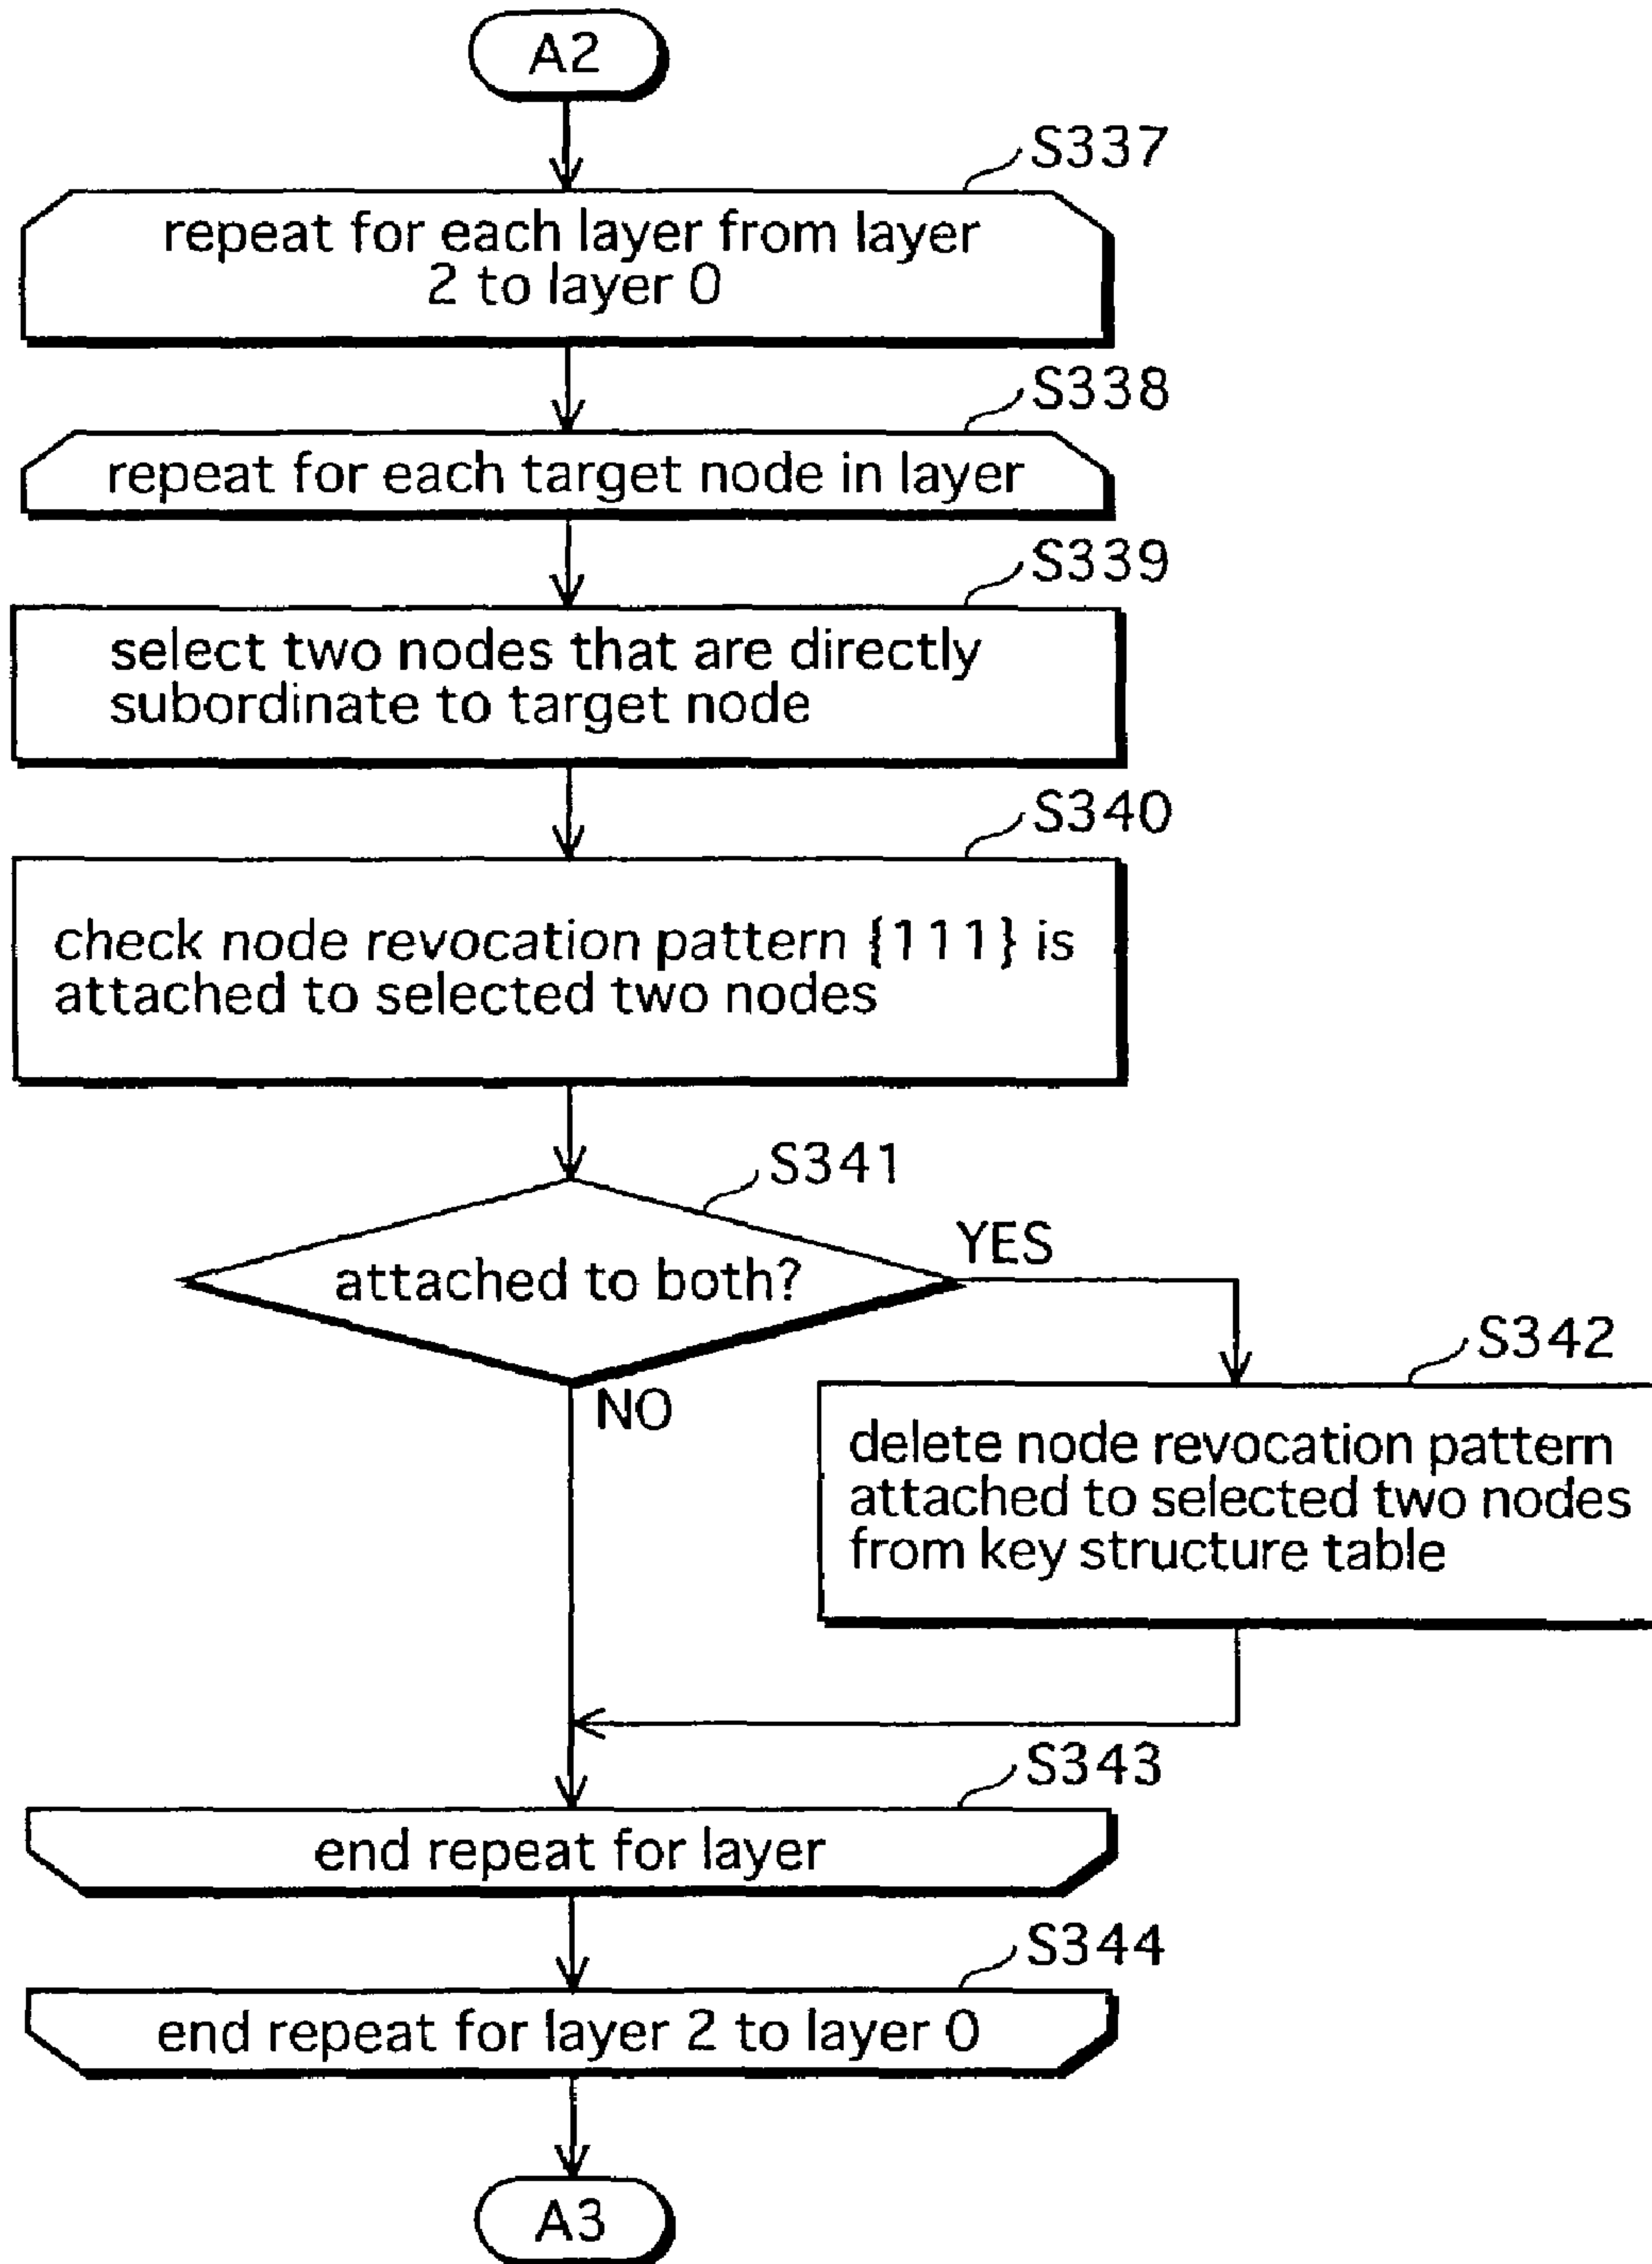 A2
S337
repeat for each layer from layer
2 to layer 0
S338
repeat for each target node in layer
S339
select two nodes that are directly
subordinate to target node
S340
check node revocation pattern {111} is
attached to selected two nodes
S341
attached to both?
YES
NO
S342
delete node revocation pattern
attached to selected two nodes
from key structure table
S343
end repeat for layer
S344
end repeat for layer 2 to layer 0
A3